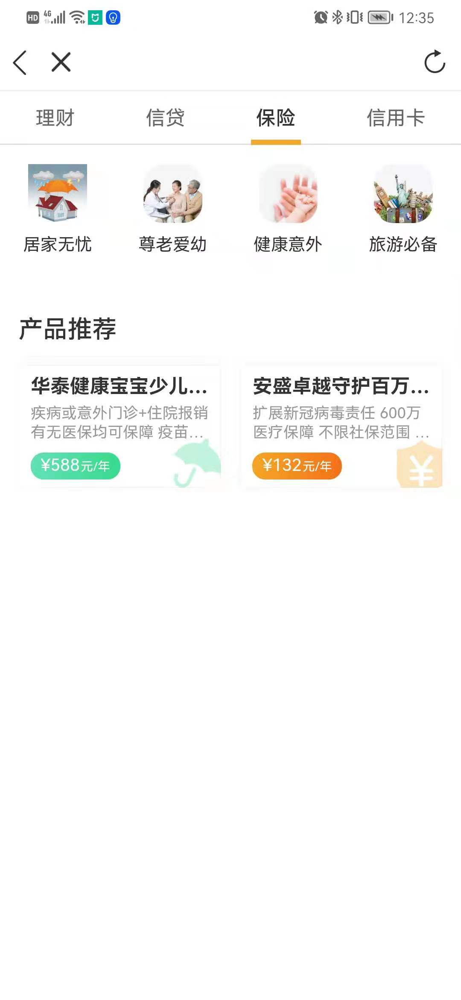 HD 4G 12:35
理财 信贷 保险 信用卡
居家无忧 尊老爱幼 健康意外 旅游必备
产品推荐
华泰健康宝宝少儿...
疾病或意外门诊+住院报销
有无医保均可保障 疫苗...
¥588元/年
安盛卓越守护百万...
扩展新冠病毒责任 600万
医疗保障 不限社保范围 ...
¥132元/年